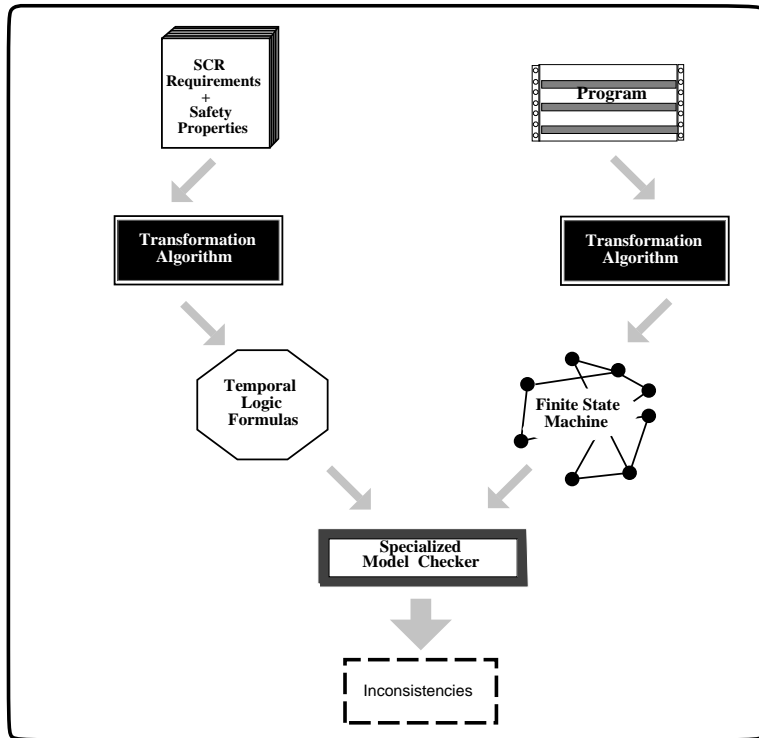 SCR
Requirements
+
Safety
Properties
Program
Transformation
Algorithm
Transformation
Algorithm
Temporal
Logic
Formulas
Finite State
Machine
Specialized
Model Checker
Inconsistencies